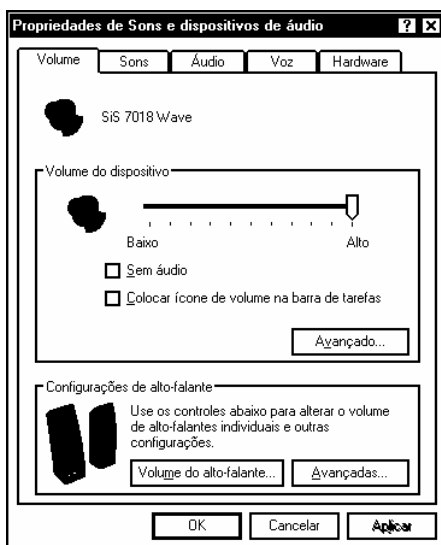 Propriedades de Sons e dispositivos de áudio ? X
Volume Sons Áudio Voz Hardware
SiS 7018 Wave
Volume do dispositivo
Baixo Alto
Sem áudio
Colocar ícone de volume na barra de tarefas
Avançado...
Configurações de alto-falante
Use os controles abaixo para alterar o volume
de alto-falantes individuais e outras
configurações.
Volume do alto-falante... Avançadas...
OK Cancelar Aplicar